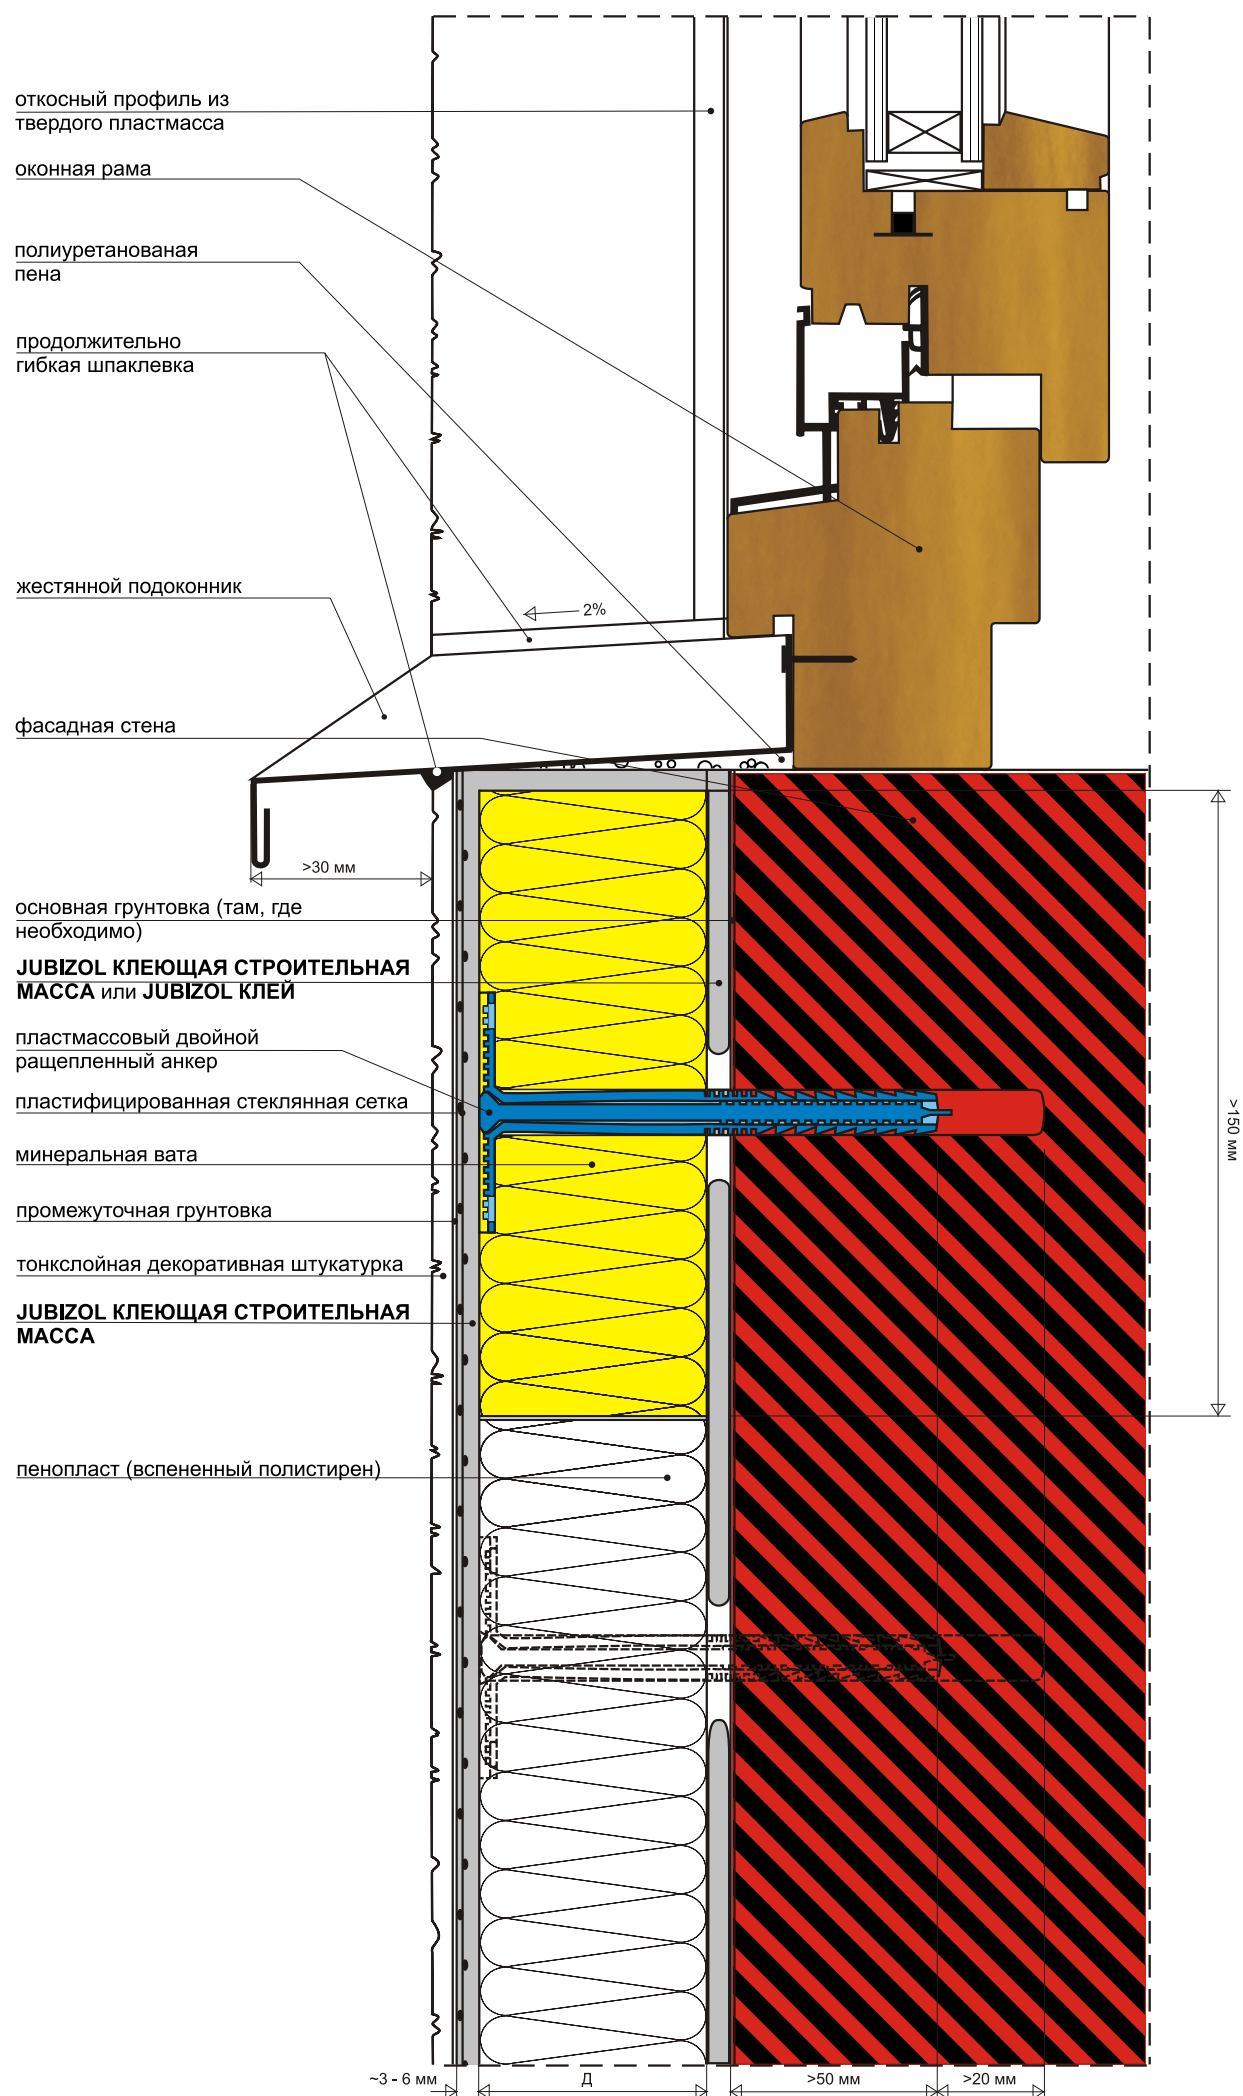 откосный профиль из
твердого пластмасса
оконная рама
полиуретанованая
пена
продолжительно
гибкая шпаклевка
жестянной подоконник
2%
фасадная стена
>30 мм
основная грунтовка (там, где
необходимо)
JUBIZOL КЛЕЮЩАЯ СТРОИТЕЛЬНАЯ
МАССА или JUBIZOL КЛЕЙ
пластмассовый двойной
ращепленный анкер
пластифицированная стеклянная сетка
>150 мм
минеральная вата
промежуточная грунтовка
тонкслойная декоративная штукатурка
JUBIZOL КЛЕЮЩАЯ СТРОИТЕЛЬНАЯ
МАССА
пенопласт (вспененный полистирен)
~3 - 6 мм
Д
>50 мм
>20 мм